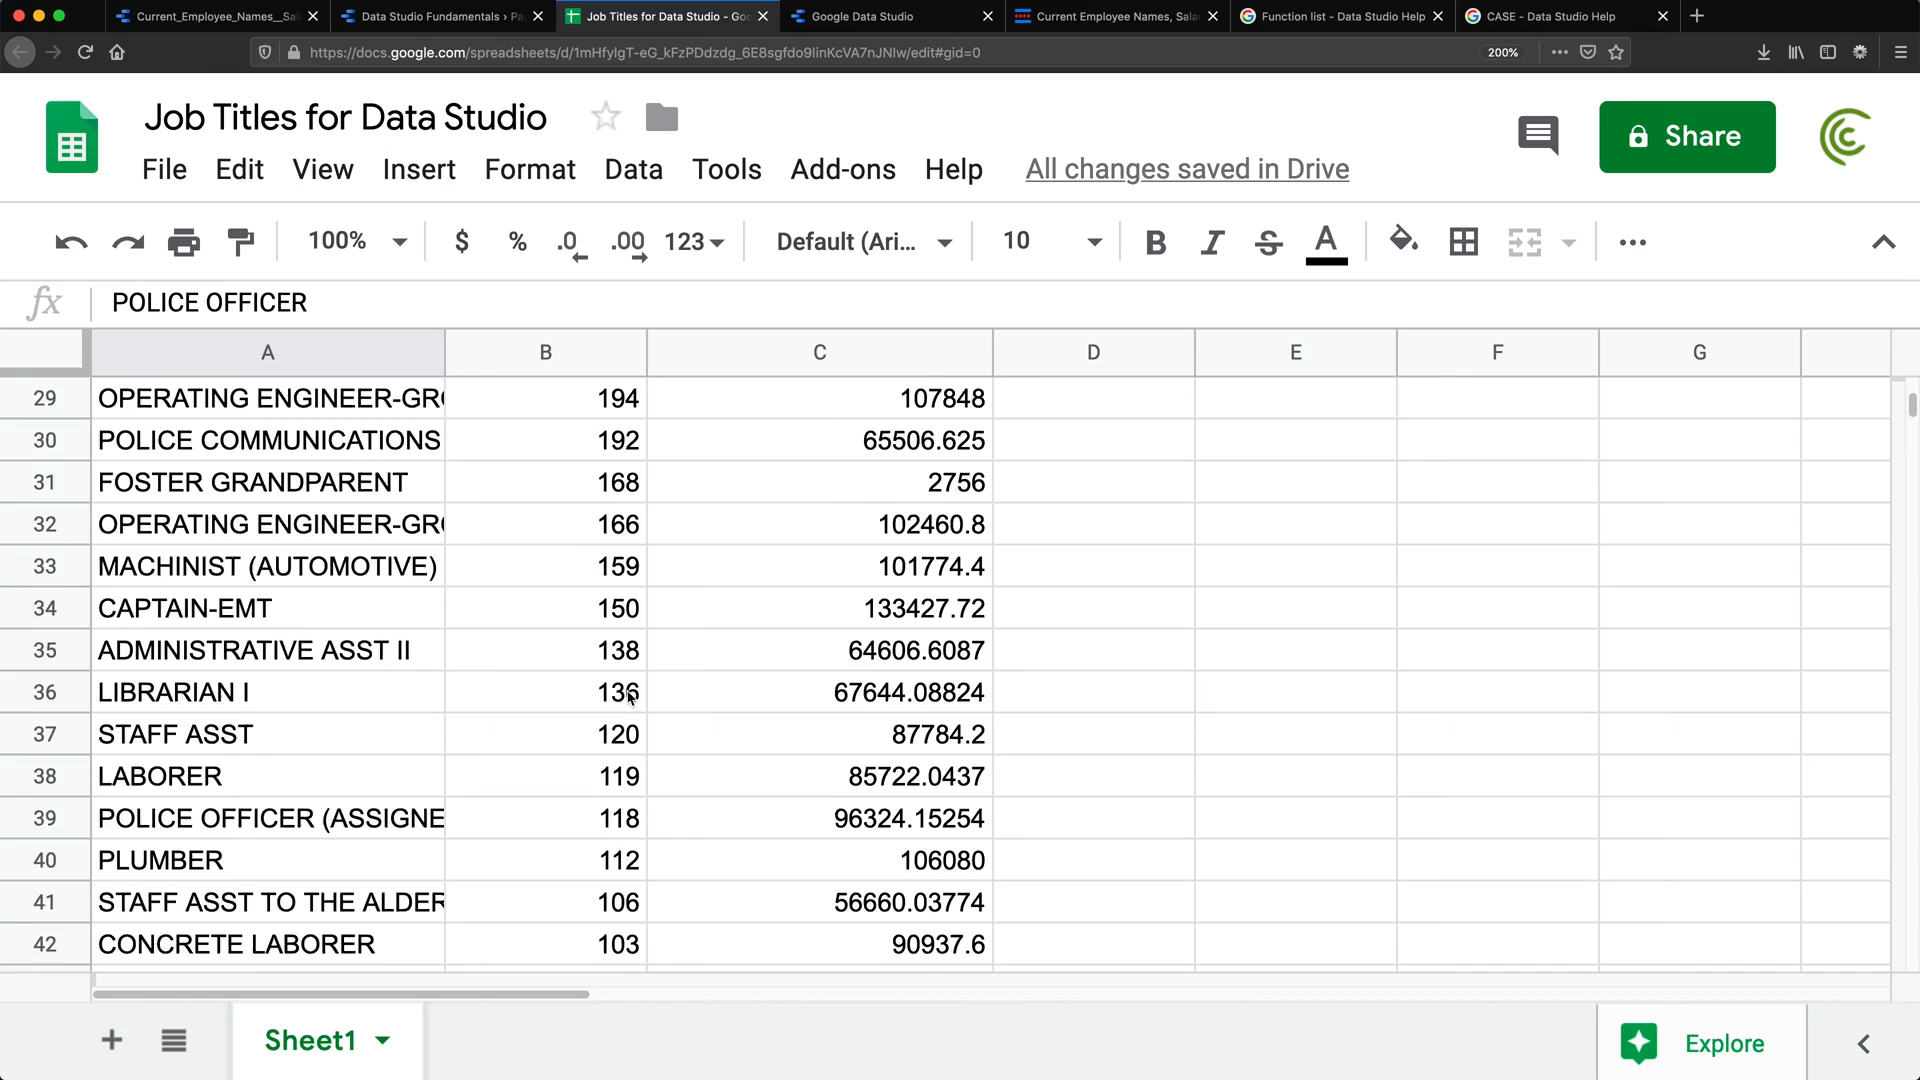 Current_Employee_Names__Sal
Data Studio Fundamentals › Pa
Job Titles for Data Studio - Goo
Google Data Studio
Current Employee Names, Sala
Function list - Data Studio Help
CASE - Data Studio Help
https://docs.google.com/spreadsheets/d/1mHfylgT-eG_kFzPDdzdg_6E8sgfdo9linKcVA7nJNlw/edit#gid=0
200%
Job Titles for Data Studio
File Edit View Insert Format Data Tools Add-ons Help All changes saved in Drive
Share
100% $ % .0 .00 123 Default (Ari... 10 B I S A
fx POLICE OFFICER
A B C D E F G
29 OPERATING ENGINEER-GRO 194 107848
30 POLICE COMMUNICATIONS 192 65506.625
31 FOSTER GRANDPARENT 168 2756
32 OPERATING ENGINEER-GRO 166 102460.8
33 MACHINIST (AUTOMOTIVE) 159 101774.4
34 CAPTAIN-EMT 150 133427.72
35 ADMINISTRATIVE ASST II 138 64606.6087
36 LIBRARIAN I 136 67644.08824
37 STAFF ASST 120 87784.2
38 LABORER 119 85722.0437
39 POLICE OFFICER (ASSIGNE 118 96324.15254
40 PLUMBER 112 106080
41 STAFF ASST TO THE ALDER 106 56660.03774
42 CONCRETE LABORER 103 90937.6
Sheet1
Explore